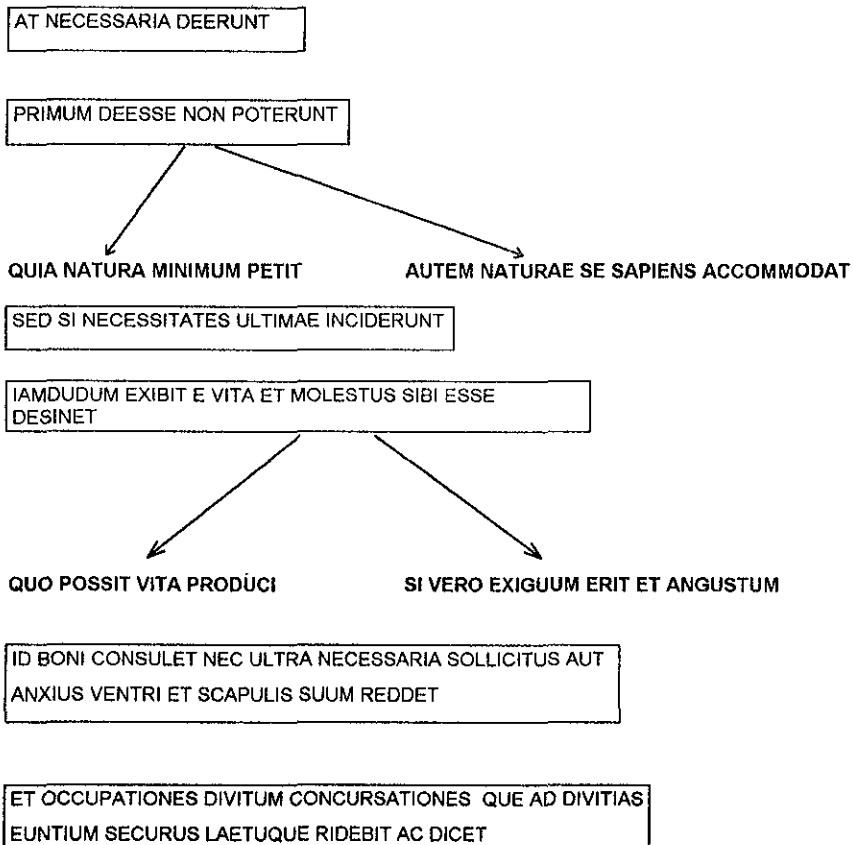 AT NECESSARIA DEERUNT
PRIMUM DEESSE NON POTERUNT
QUIA NATURA MINIMUM PETIT
AUTEM NATURAE SE SAPIENS ACCOMMODAT
SED SI NECESSITATES ULTIMAE INCIDERUNT
IAMDUDUM EXIBIT E VITA ET MOLESTUS SIBI ESSE
DESINET
QUO POSSIT VITA PRODÚCI
SI VERO EXIGUUM ERIT ET ANGUSTUM
ID BONI CONSULET NEC ULTRA NECESSARIA SOLLICITUS AUT
ANXIUS VENTRI ET SCAPULIS SUUM REDDET
ET OCCUPATIONES DIVITUM CONCURSATIONES QUE AD DIVITIAS
EUNTIUM SECURUS LAETUQUE RIDEBIT AC DICET